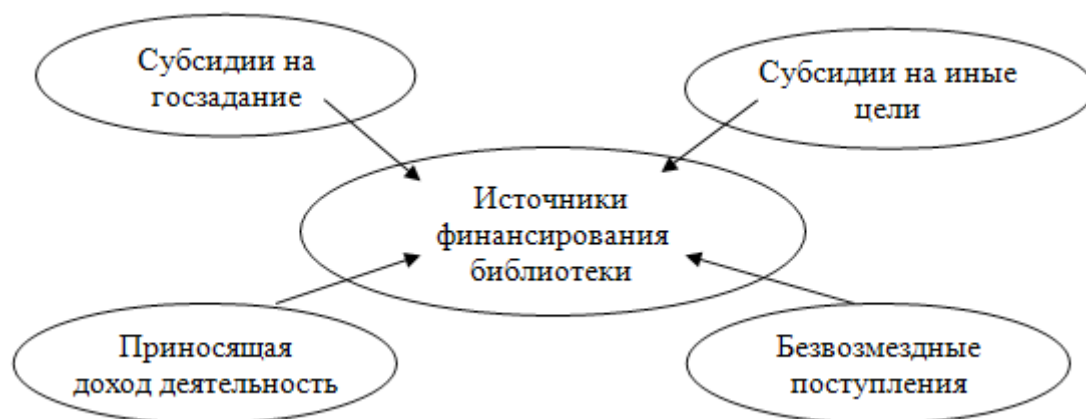 Субсидии на
госзадание
Субсидии на иные
цели
Источники
финансирования
библиотеки
Приносящая
доход деятельность
Безвозмездные
поступления